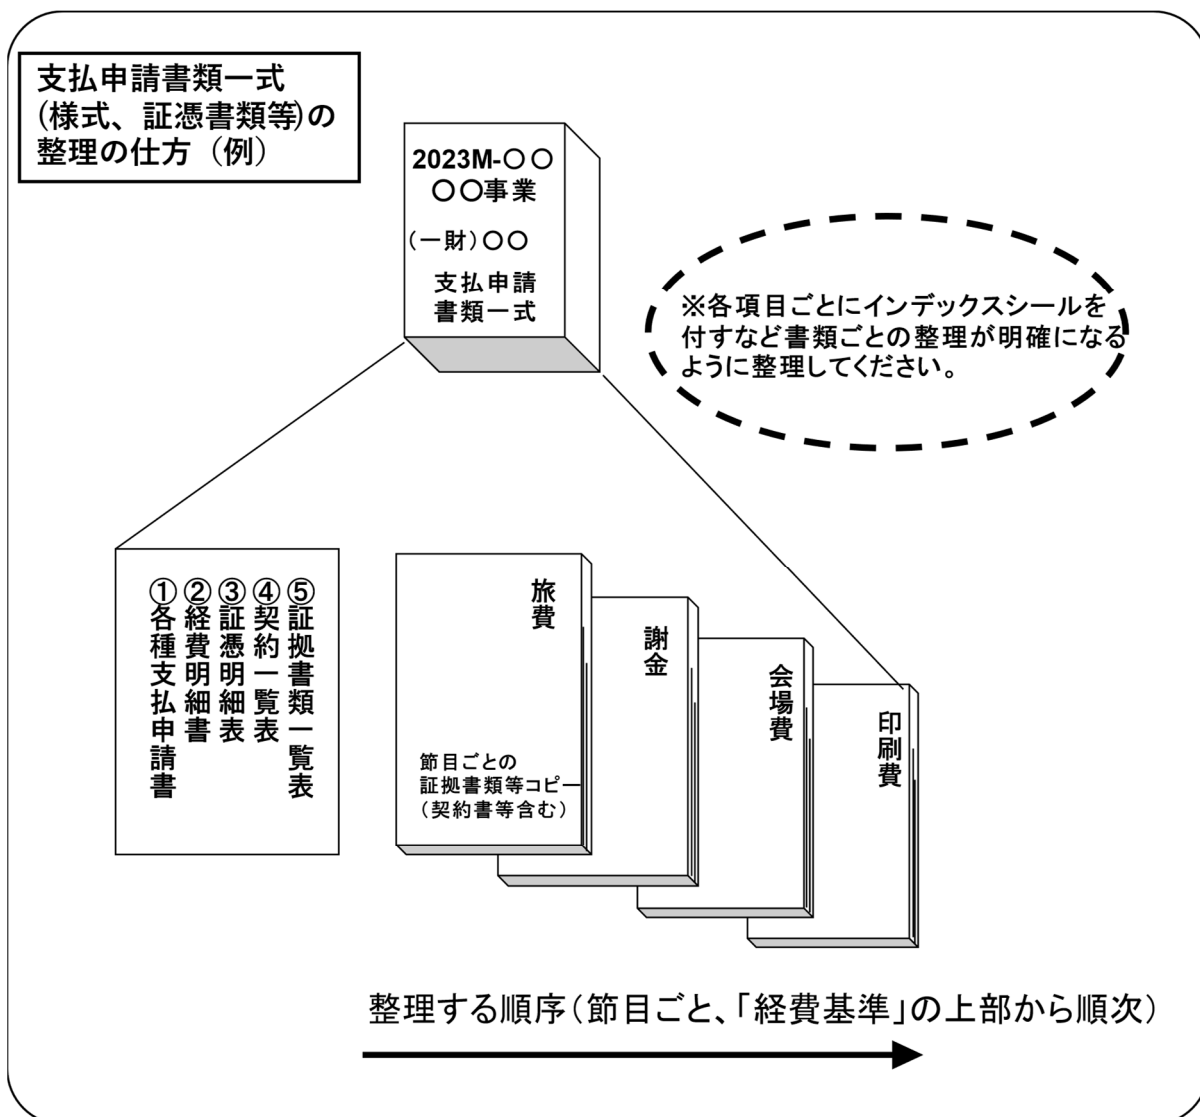 支払申請書類一式
(様式、証憑書類等)の
整理の仕方（例）
2023M-〇〇
〇〇事業
（一財）〇〇
支払申請
書類一式
※各項目ごとにインデックスシールを
付すなど書類ごとの整理が明確になる
ように整理してください。
①各種支払申請書
②経費明細書
③証憑明細表
④契約一覧表
⑤証拠書類一覧表
旅費
節目ごとの
証拠書類等コピー
（契約書等含む）
謝金
会場費
印刷費
整理する順序（節目ごと、「経費基準」の上部から順次）